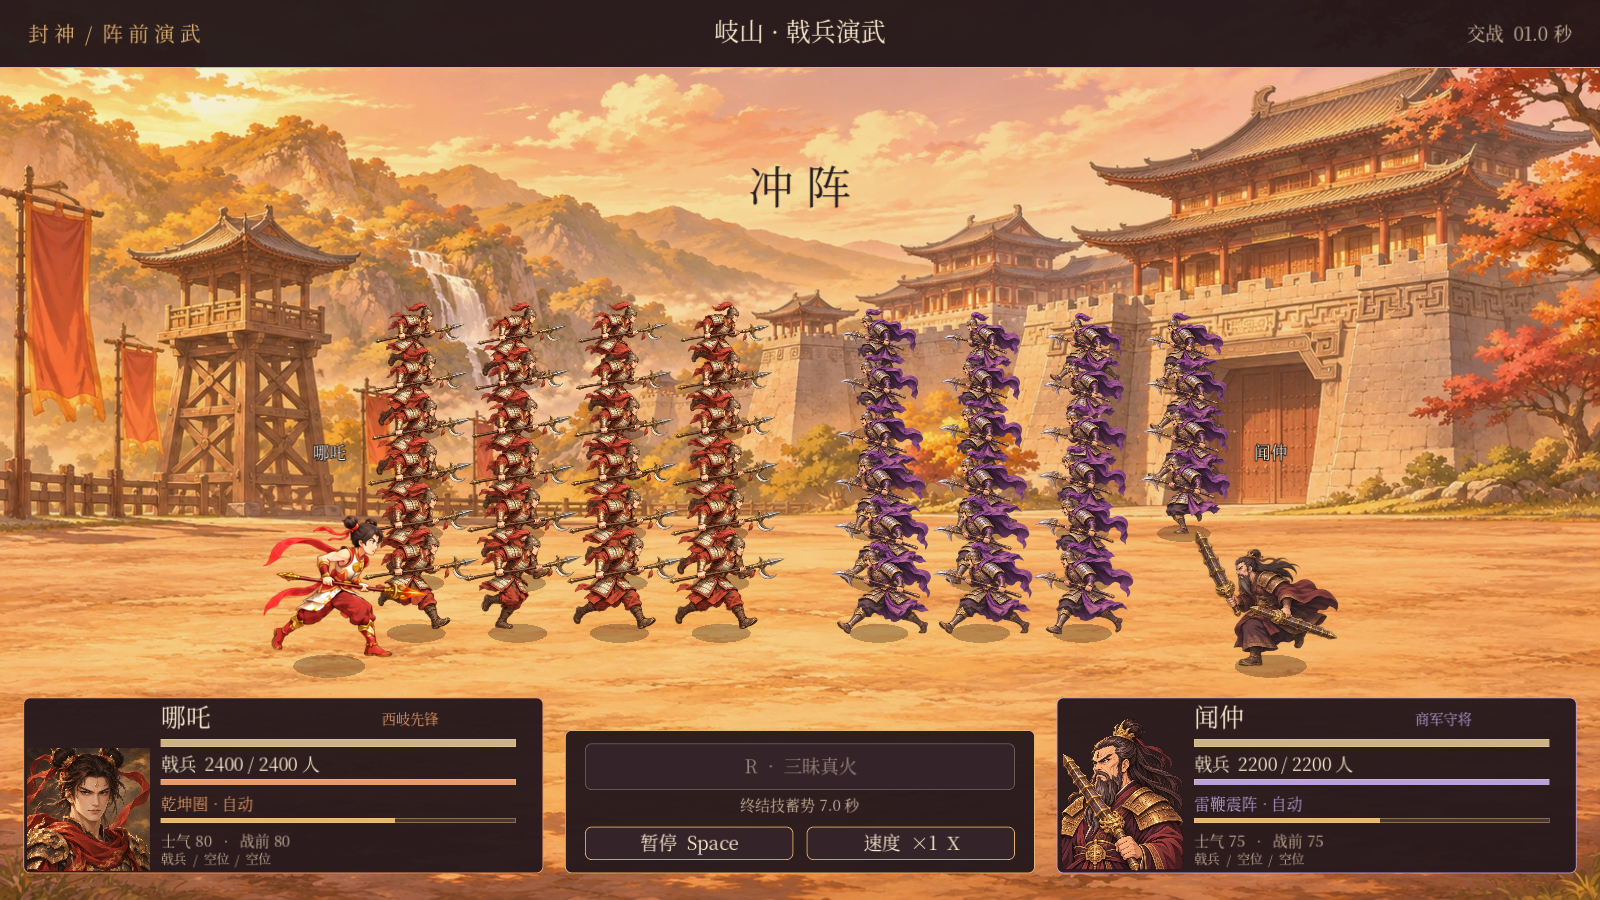 封神 / 阵前演武
岐山 · 戟兵演武
交战 01.0 秒
冲阵
哪吒
闻仲
哪吒
西岐先锋
戟兵 2400 / 2400 人
乾坤圈 · 自动
士气 80 · 战前 80
戟兵 / 空位 / 空位
R · 三昧真火
终结技蓄势 7.0 秒
暂停 Space
速度 ×1 X
闻仲
商军守将
戟兵 2200 / 2200 人
雷鞭震阵 · 自动
士气 75 · 战前 75
戟兵 / 空位 / 空位